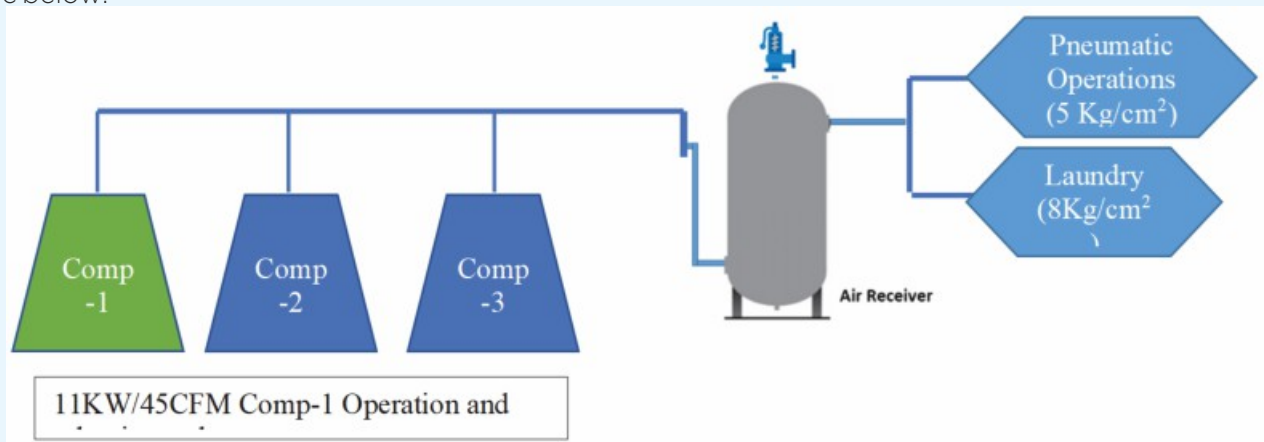 below:
Pneumatic
Operations
(5 Kg/cm²)
Laundry
(8Kg/cm²
)
Comp
-1
Comp
-2
Comp
-3
Air Receiver
11KW/45CFM Comp-1 Operation and